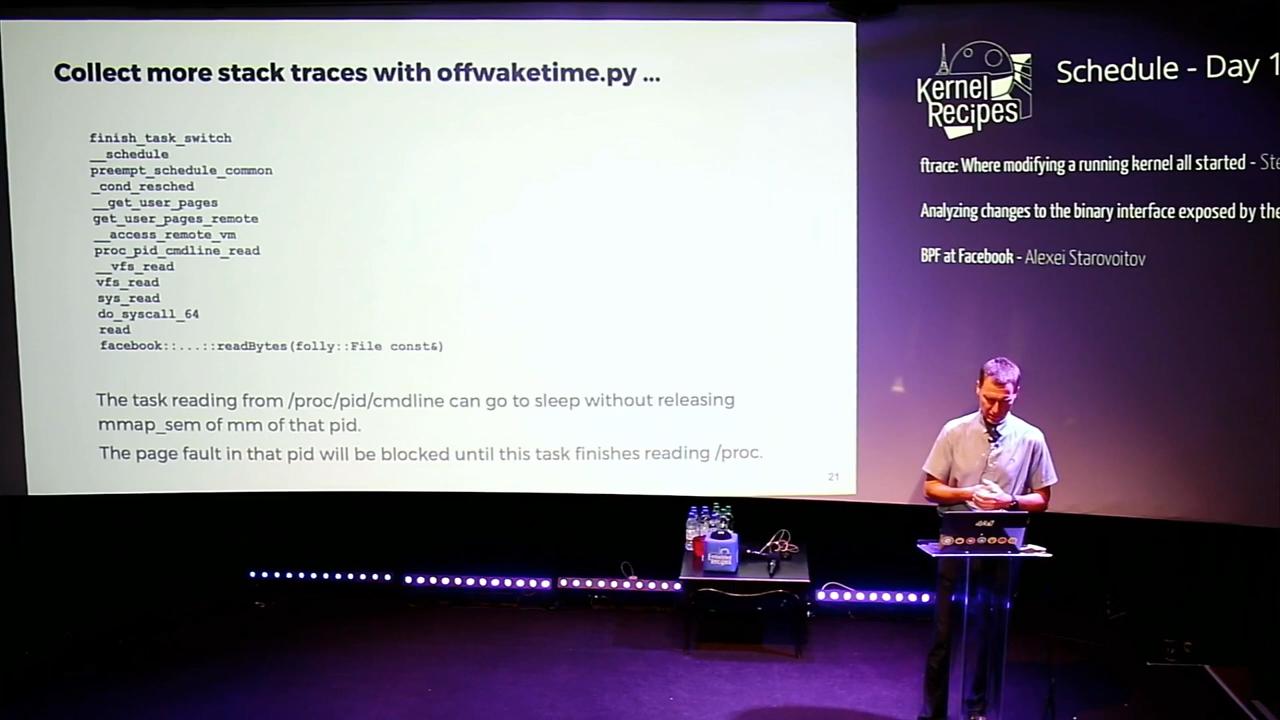 Collect more stack traces with offwaketime.py ...
finish_task_switch
__schedule
preempt_schedule_common
_cond_resched
__get_user_pages
get_user_pages_remote
__access_remote_vm
proc_pid_cmdline_read
__vfs_read
vfs_read
sys_read
do_syscall_64
read
facebook::...::readBytes(folly::File const&)
The task reading from /proc/pid/cmdline can go to sleep without releasing
mmap_sem of mm of that pid.
The page fault in that pid will be blocked until this task finishes reading /proc.
21
Kernel
Recipes
Schedule - Day 1
ftrace: Where modifying a running kernel all started - Ste
Analyzing changes to the binary interface exposed by the
BPF at Facebook - Alexei Starovoitov